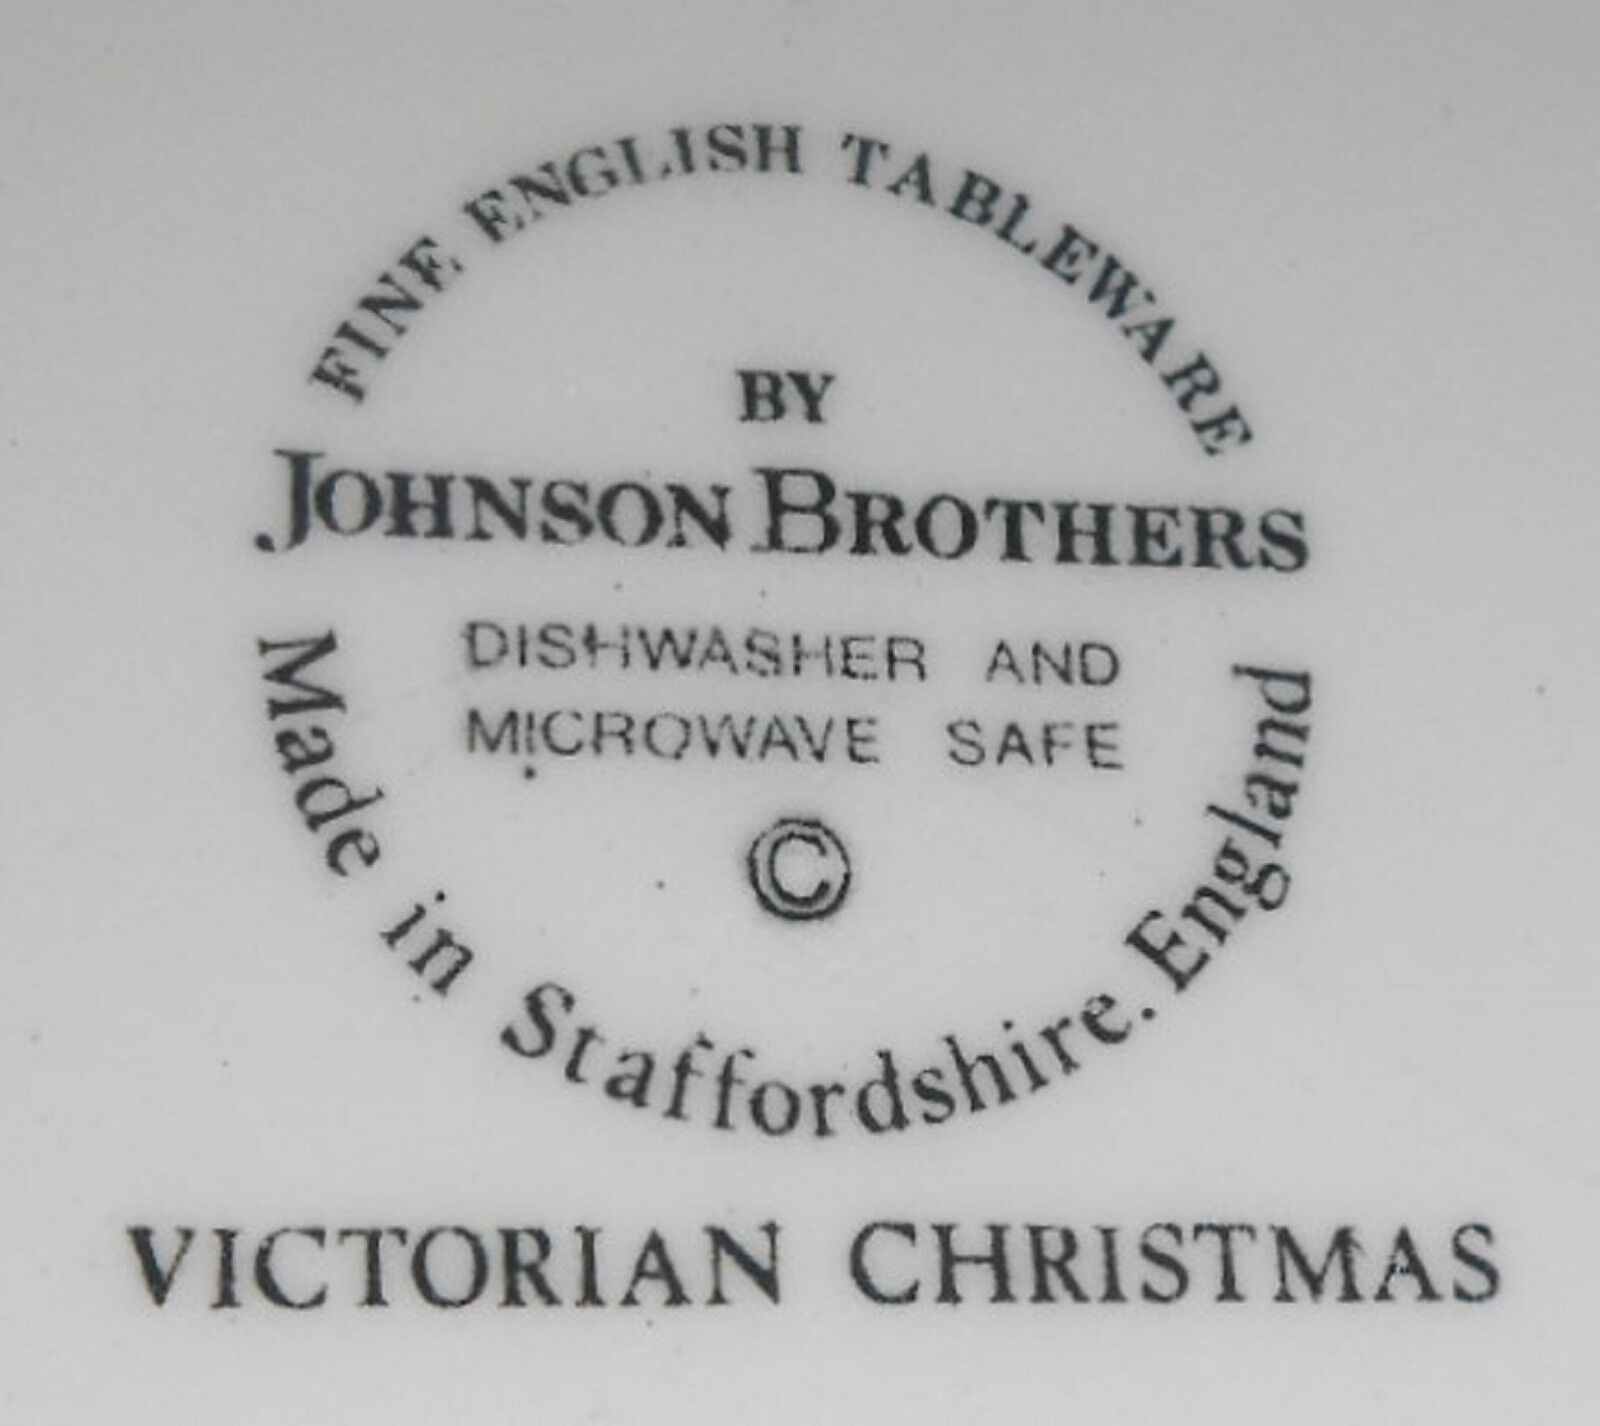 FINE ENGLISH TABLEWARE
BY
JOHNSON BROTHERS
DISHWASHER AND
MICROWAVE SAFE
©
Made in Staffordshire. England
VICTORIAN CHRISTMAS